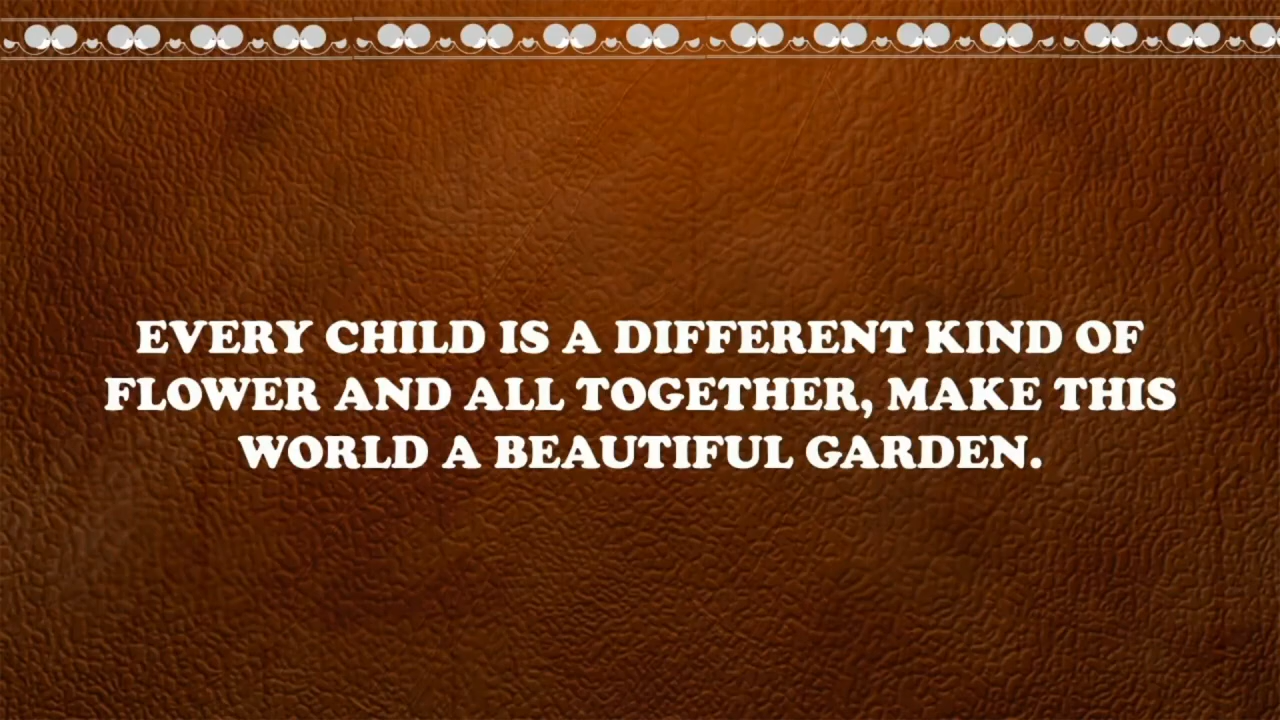 EVERY CHILD IS A DIFFERENT KIND OF
FLOWER AND ALL TOGETHER, MAKE THIS
WORLD A BEAUTIFUL GARDEN.